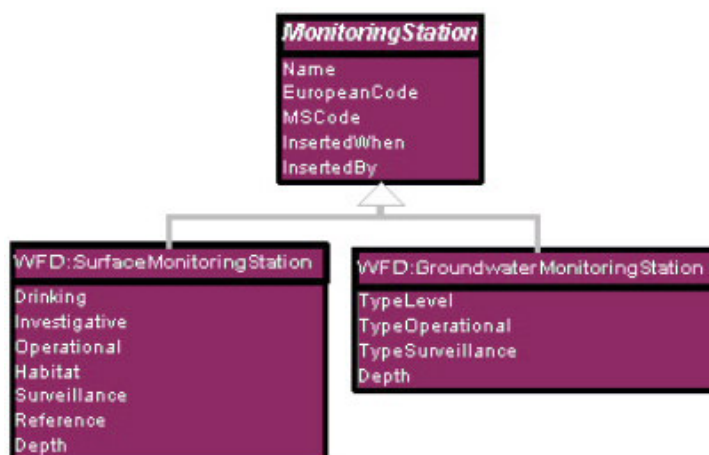 MonitoringStation
Name
EuropeanCode
MSCode
InsertedWhen
InsertedBy
WFD:SurfaceMonitoringStation
Drinking
Investigative
Operational
Habitat
Surveillance
Reference
Depth
WFD:GroundwaterMonitoringStation
TypeLevel
TypeOperational
TypeSurveillance
Depth